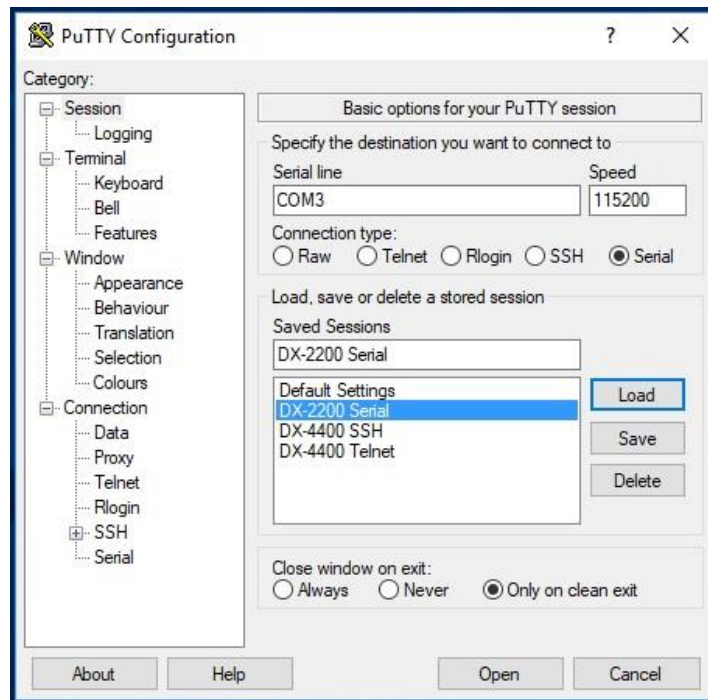 PuTTY Configuration
?
Category:
Session
Logging
Terminal
Keyboard
Bell
Features
Window
Appearance
Behaviour
Translation
Selection
Colours
Connection
Data
Proxy
Telnet
Rlogin
SSH
Serial
Basic options for your PuTTY session
Specify the destination you want to connect to
Serial line Speed
COM3 115200
Connection type:
Raw Telnet Rlogin SSH Serial
Load, save or delete a stored session
Saved Sessions
DX-2200 Serial
Default Settings
DX-2200 Serial
DX-4400 SSH
DX-4400 Telnet
Load
Save
Delete
Close window on exit:
Always Never Only on clean exit
About Help Open Cancel